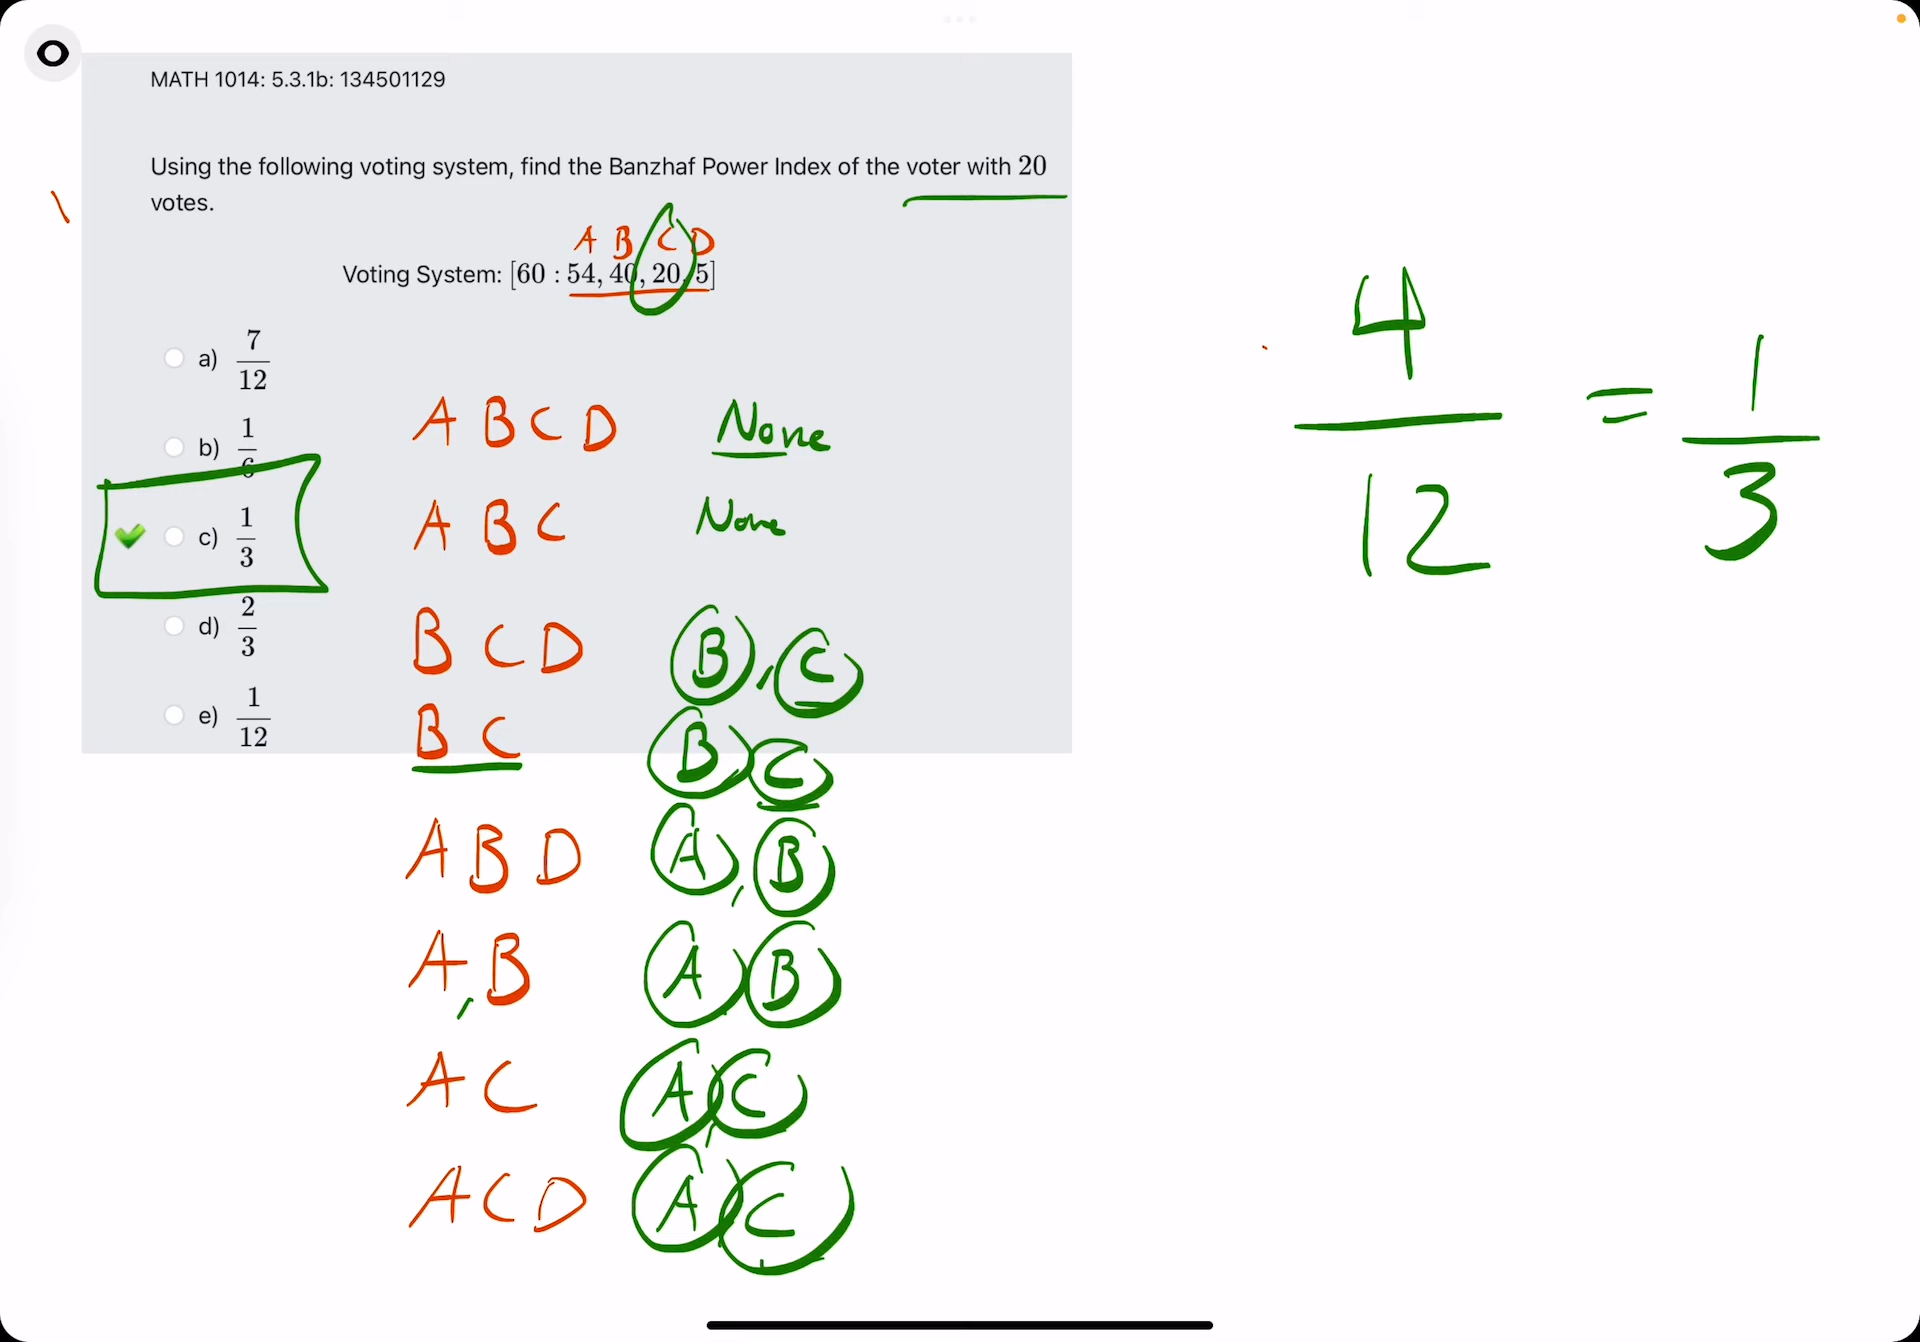 MATH 1014: 5.3.1b: 134501129
Using the following voting system, find the Banzhaf Power Index of the voter with 20
votes.
A B C D
Voting System: [60 : 54, 40, 20, 5]
a) 7/12
b) 1/6
c) 1/3
d) 2/3
e) 1/12
A B C D None
A B C None
B C D B, C
B C B C
A B D A, B
A, B A B
A C A, C
A C D A C
4/12 = 1/3